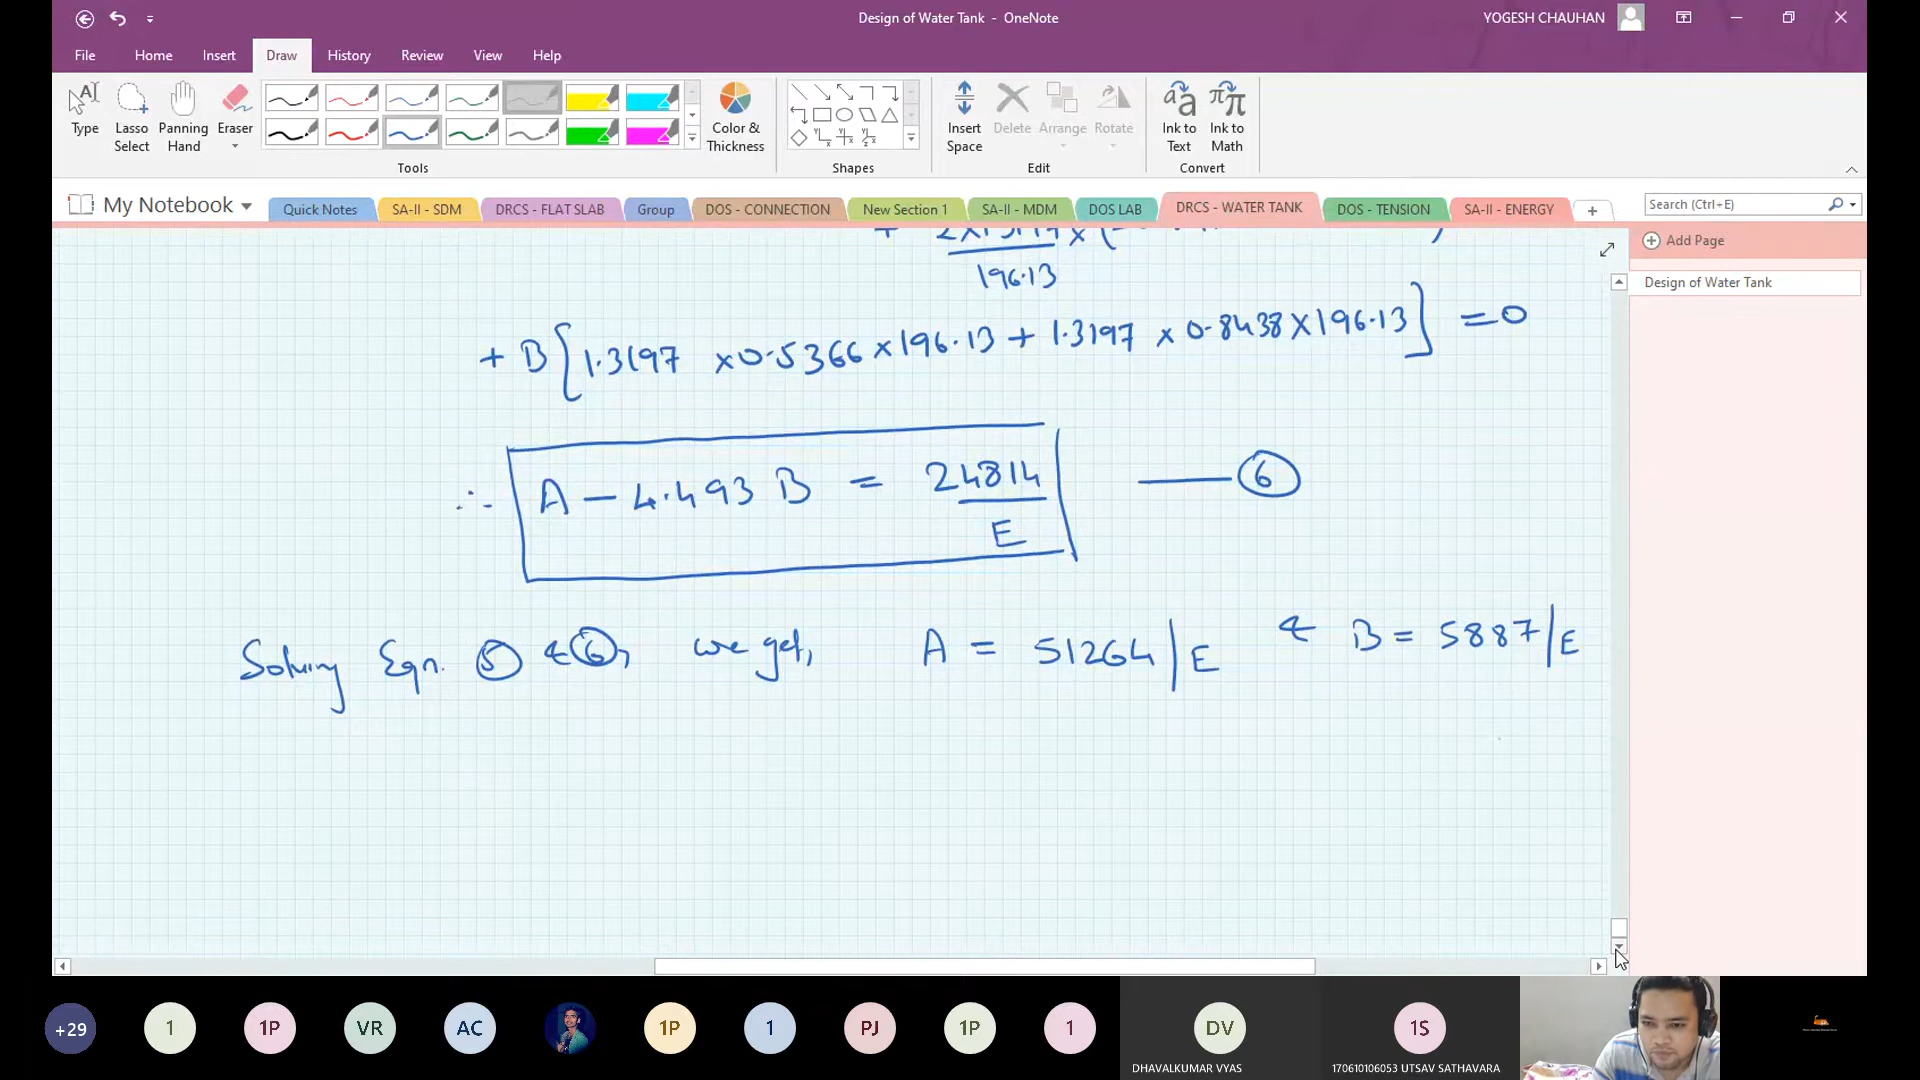 Design of Water Tank - OneNote
YOGESH CHAUHAN
File Home Insert Draw History Review View Help
Type
Lasso Select
Panning Hand
Eraser
Color & Thickness
Insert Space
Delete
Arrange
Rotate
Ink to Text
Ink to Math
Tools
Shapes
Edit
Convert
My Notebook
Quick Notes
SA-II - SDM
DRCS - FLAT SLAB
Group
DOS - CONNECTION
New Section 1
SA-II - MDM
DOS LAB
DRCS - WATER TANK
DOS - TENSION
SA-II - ENERGY
Search (Ctrl+E)
Add Page
Design of Water Tank
196.13
+ B[1.3197 ×0.5366 ×196.13 + 1.3197 × 0.8438 ×196.13] =0
∴ A - 4.493 B = 24814
E
6
Solving Eqn. 5 & 6, we get, A = 51264/E & B = 5887/E
+29
1
1P
VR
AC
1P
1
PJ
1P
1
DV
1S
DHAVALKUMAR VYAS
170610106053 UTSAV SATHAVARA